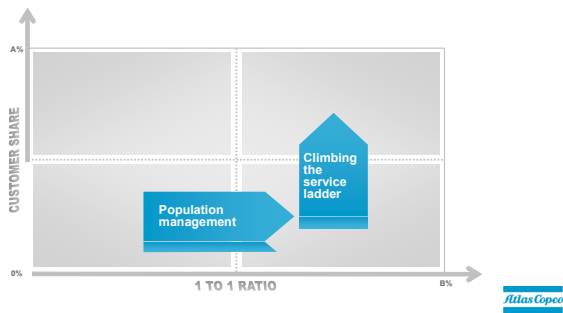 A%
CUSTOMER SHARE
Climbing
the
service
ladder
Population
management
0%
1 TO 1 RATIO
B%
Atlas Copco